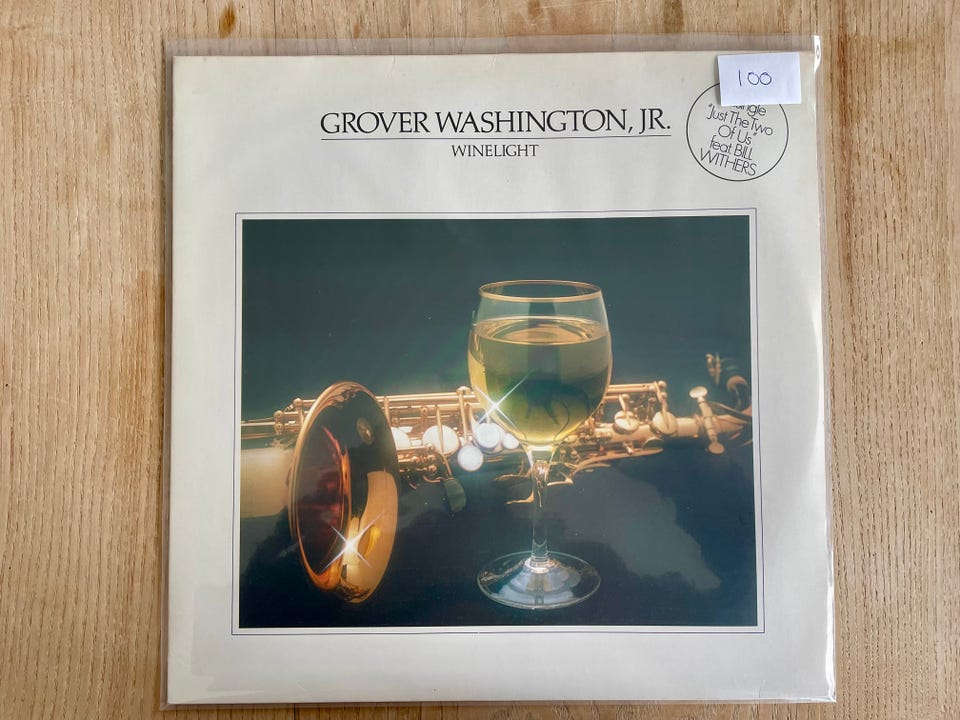 100
GROVER WASHINGTON, JR.
WINELIGHT
"Just The Two
Of Us"
feat BILL
WITHERS